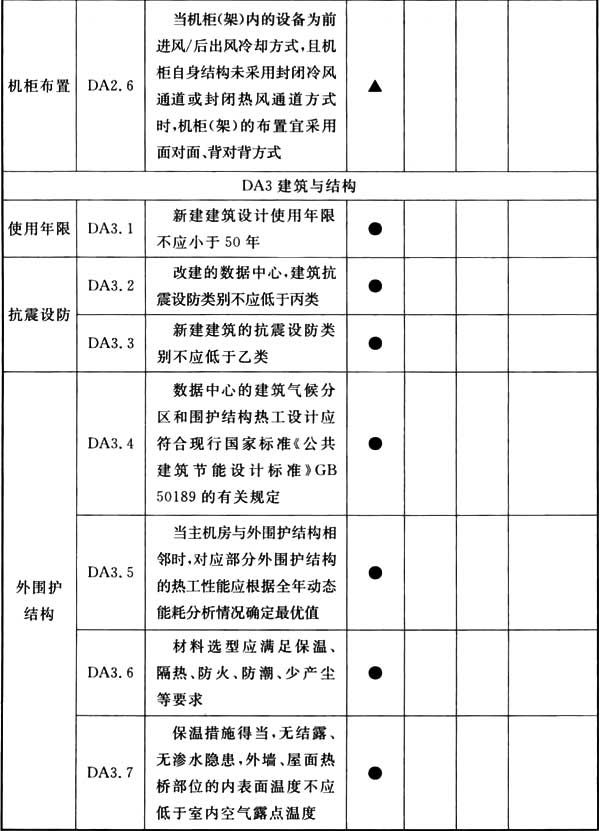 当机柜(架)内的设备为前
进风/后出风冷却方式,且机
柜自身结构未采用封闭冷风
机柜布置 DA2.6 通道或封闭热风通道方式 ▲
时,机柜(架)的布置宜采用
面对面、背对背方式
DA3 建筑与结构
使用年限 DA3.1 新建建筑设计使用年限 ●
不应小于 50 年
抗震设防
DA3.2 改建的数据中心,建筑抗 ●
震设防类别不应低于丙类
DA3.3 新建建筑的抗震设防类 ●
别不应低于乙类
外围护
结构
数据中心的建筑气候分
区和围护结构热工设计应
DA3.4 符合现行国家标准《公共 ●
建筑节能设计标准》GB
50189 的有关规定
当主机房与外围护结构相
邻时,对应部分外围护结构
DA3.5 的热工性能应根据全年动态 ●
能耗分析情况确定最优值
材料选型应满足保温、
DA3.6 隔热、防火、防潮、少产尘 ●
等要求
保温措施得当,无结露、
无渗水隐患,外墙、屋面热
DA3.7 桥部位的内表面温度不应 ●
低于室内空气露点温度